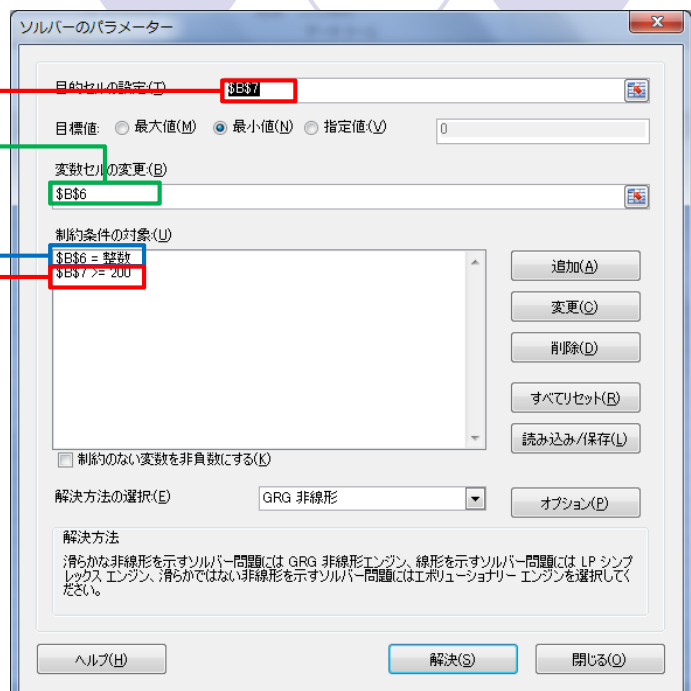 ソルバーのパラメーター
目的セルの設定:(T) $B$7
目標値: 最大値(M) 最小値(N) 指定値:(V) 0
変数セルの変更:(B)
$B$6
制約条件の対象:(U)
$B$6 = 整数
$B$7 >= 200
追加(A)
変更(C)
削除(D)
すべてリセット(R)
読み込み/保存(L)
制約のない変数を非負数にする(K)
解決方法の選択:(E) GRG 非線形 オプション(P)
解決方法
滑らかな非線形を示すソルバー問題には GRG 非線形エンジン、線形を示すソルバー問題には LP シンプ
レックス エンジン、滑らかではない非線形を示すソルバー問題にはエボリューショナリー エンジンを選択してく
ださい。
ヘルプ(H) 解決(S) 閉じる(O)